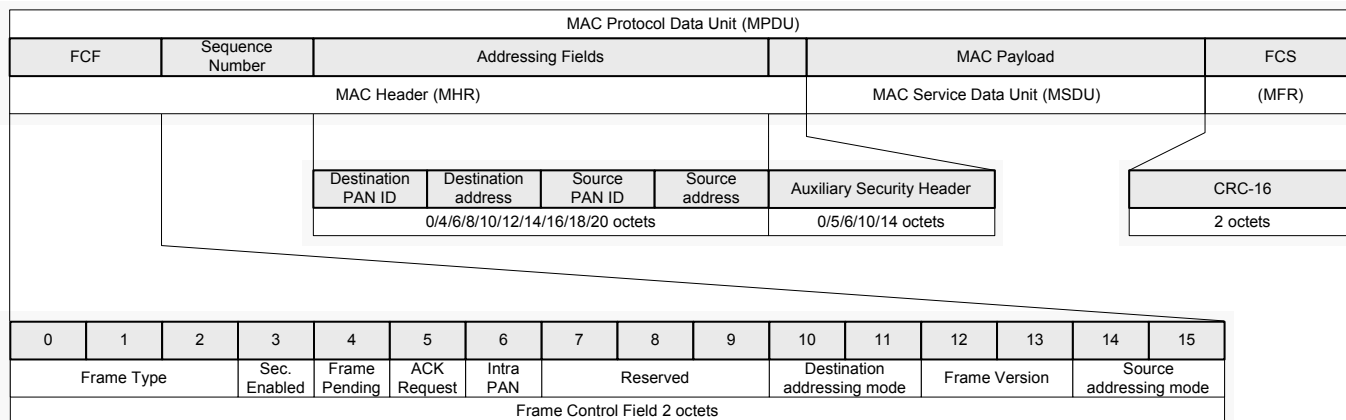 MAC Protocol Data Unit (MPDU)
FCF Sequence Number Addressing Fields MAC Payload FCS
MAC Header (MHR) MAC Service Data Unit (MSDU) (MFR)
Destination PAN ID Destination address Source PAN ID Source address Auxiliary Security Header CRC-16
0/4/6/8/10/12/14/16/18/20 octets 0/5/6/10/14 octets 2 octets
0 1 2 3 4 5 6 7 8 9 10 11 12 13 14 15
Frame Type Sec. Enabled Frame Pending ACK Request Intra PAN Reserved Destination addressing mode Frame Version Source addressing mode
Frame Control Field 2 octets